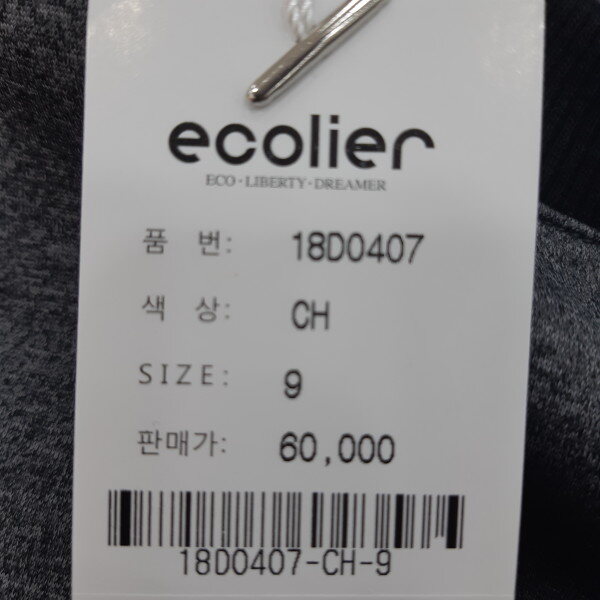 ecolier
ECO·LIBERTY·DREAMER
품 번: 18D0407
색 상: CH
SIZE: 9
판매가: 60,000
18D0407-CH-9